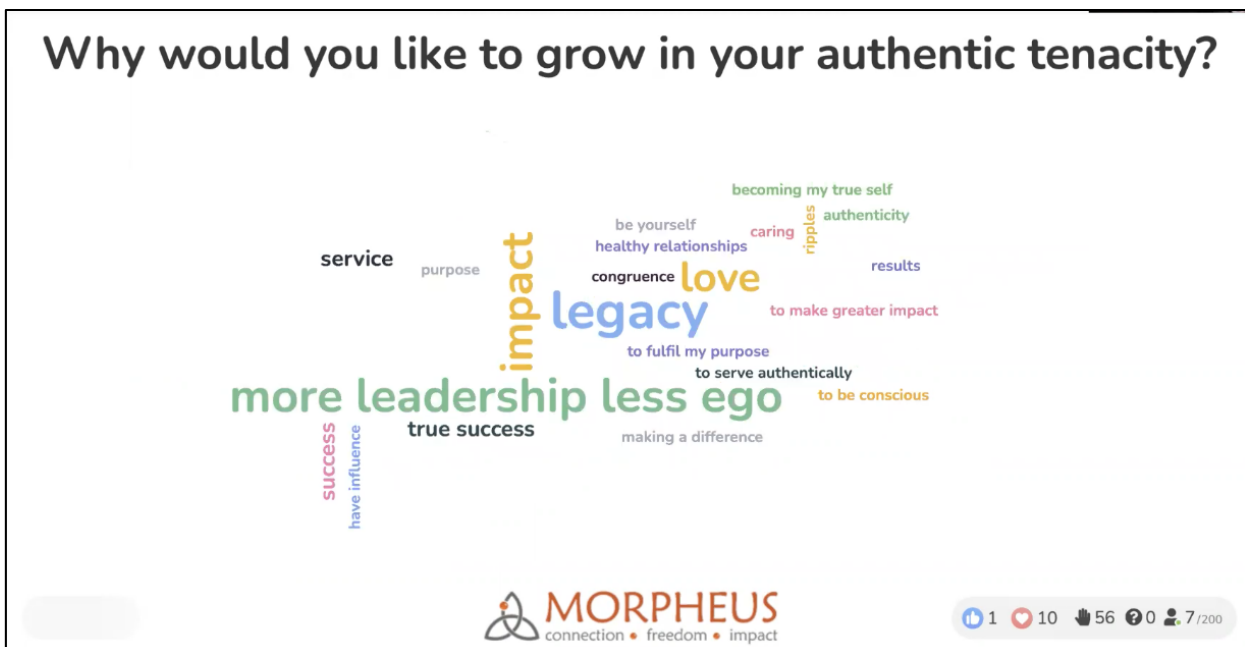 Why would you like to grow in your authentic tenacity?
becoming my true self
ripples
authenticity
be yourself
caring
healthy relationships
service
purpose
impact
congruence
love
results
legacy
to make greater impact
to fulfil my purpose
to serve authentically
more leadership less ego
to be conscious
success
have influence
true success
making a difference
MORPHEUS
connection • freedom • impact
1 10 56 0 7/200